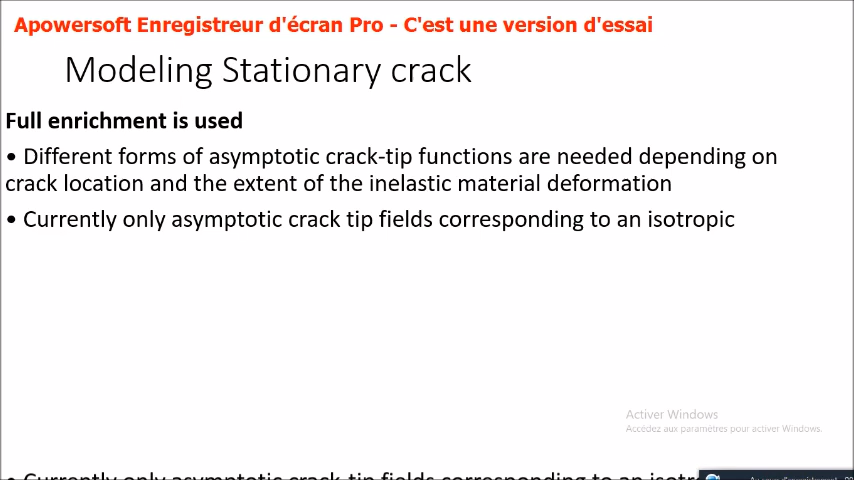 Apowersoft Enregistreur d'écran Pro - C'est une version d'essai
Modeling Stationary crack
Full enrichment is used
• Different forms of asymptotic crack-tip functions are needed depending on
crack location and the extent of the inelastic material deformation
• Currently only asymptotic crack tip fields corresponding to an isotropic
Activer Windows
Accédez aux paramètres pour activer Windows.
• Currently only asymptotic crack tip fields corresponding to an